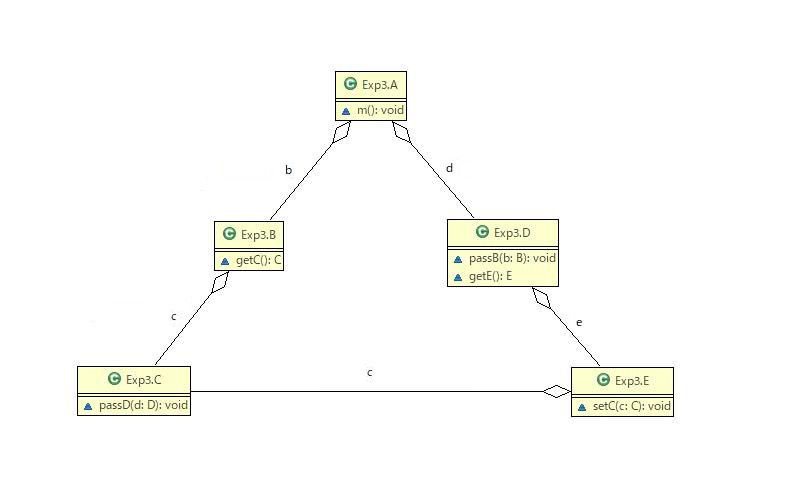 C Exp3.A
m(): void
b
d
C Exp3.B
getC(): C
C Exp3.D
passB(b: B): void
getE(): E
c
e
C Exp3.C
passD(d: D): void
c
C Exp3.E
setC(c: C): void